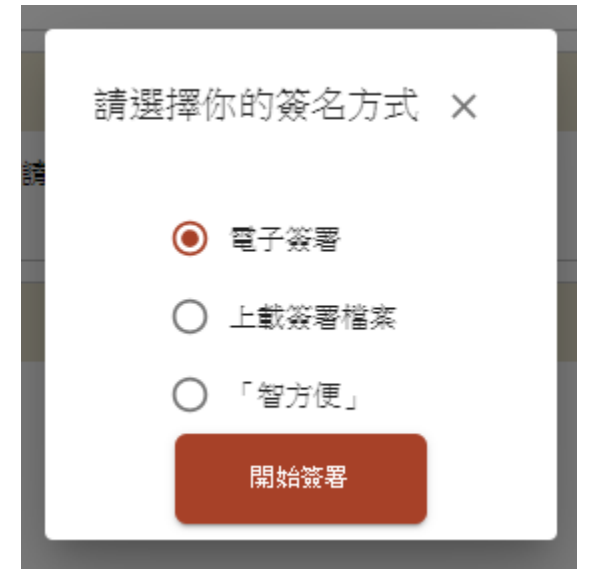 請選擇你的簽名方式 ×
請
電子簽署
上載簽署檔案
「智方便」
開始簽署